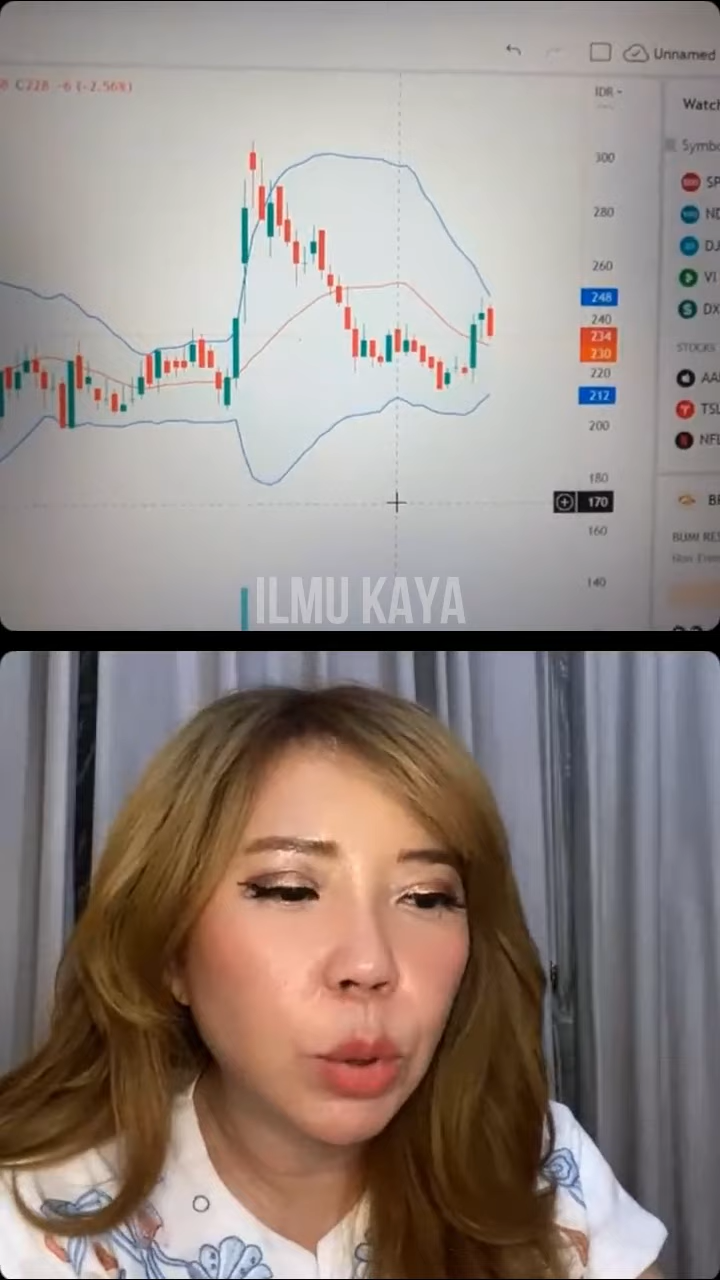 Unnamed
C228 -6 (-2.56%)
IDR
Watch
Symbo
300
SP
280
ND
DJ
260
VI
248
DX
240
234
STOCKS
230
220
AA
212
TSL
200
NFL
180
170
160
BUMI RES
140
ILMU KAYA